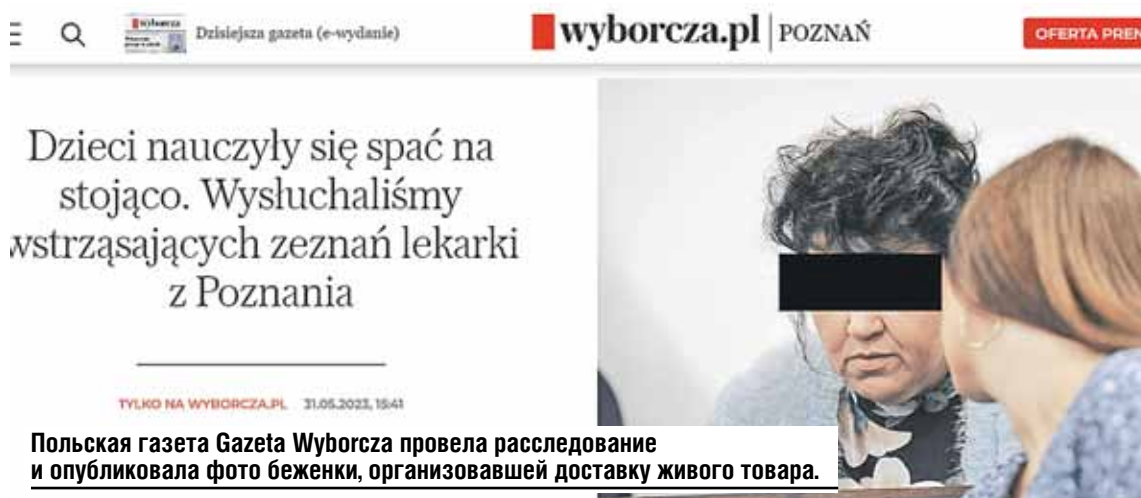 Dzisiejsza gazeta (e-wydanie)
wyborcza.pl | POZNAŃ
OFERTA PREN
Dzieci nauczyły się spać na
stojąco. Wysłuchaliśmy
wstrząsających zeznań lekarki
z Poznania
TYLKO NA WYBORCZA.PL 31.05.2023, 15:41
Польская газета Gazeta Wyborcza провела расследование
и опубликовала фото беженки, организовавшей доставку живого товара.